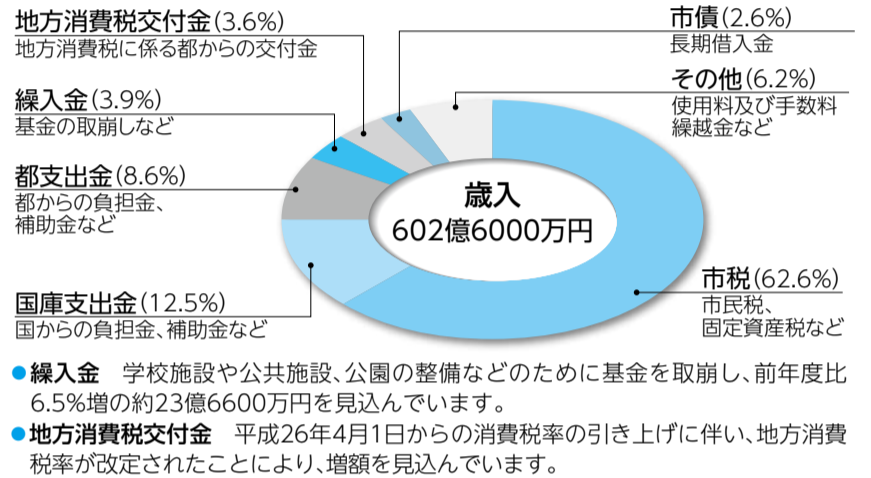 地方消費税交付金(3.6%)
地方消費税に係る都からの交付金
繰入金(3.9%)
基金の取崩しなど
都支出金(8.6%)
都からの負担金、
補助金など
国庫支出金(12.5%)
国からの負担金、補助金など
市債(2.6%)
長期借入金
その他(6.2%)
使用料及び手数料
繰越金など
歳入
602億6000万円
市税(62.6%)
市民税、
固定資産税など
●繰入金　学校施設や公共施設、公園の整備などのために基金を取崩し、前年度比
6.5%増の約23億6600万円を見込んでいます。
●地方消費税交付金　平成26年4月1日からの消費税率の引き上げに伴い、地方消費
税率が改定されたことにより、増額を見込んでいます。